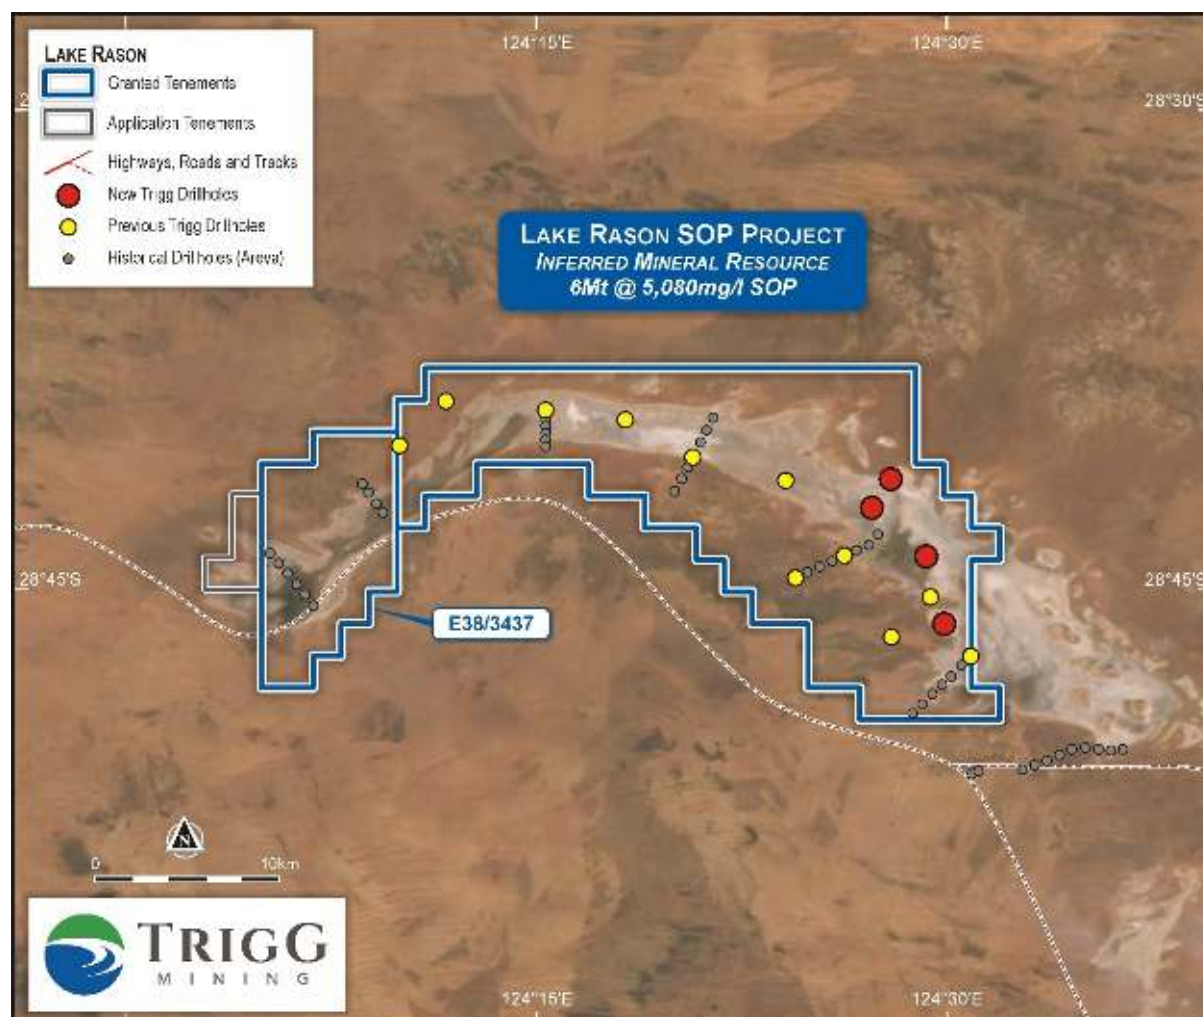 124°15'E
124°30'E
LAKE RASON
Granted Tenements
Application Tenements
Highways, Roads and Tracks
New Trigg Drillholes
Previous Trigg Drillholes
Historical Drillholes (Areva)
28°30'S
LAKE RASON SOP PROJECT
INFERRED MINERAL RESOURCE
6Mt @ 5,080mg/l SOP
28°45'S
28°45'S
E38/3437
N
0
10km
TRIGG
MINING
124°15'E
124°30'E